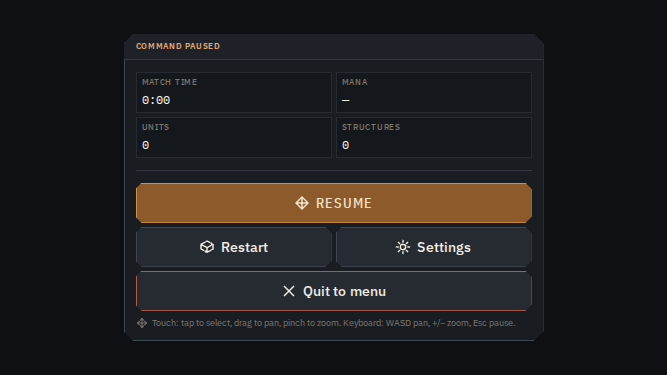 COMMAND PAUSED
MATCH TIME
0:00
MANA
—
UNITS
0
STRUCTURES
0
RESUME
Restart
Settings
Quit to menu
Touch: tap to select, drag to pan, pinch to zoom. Keyboard: WASD pan, +/– zoom, Esc pause.